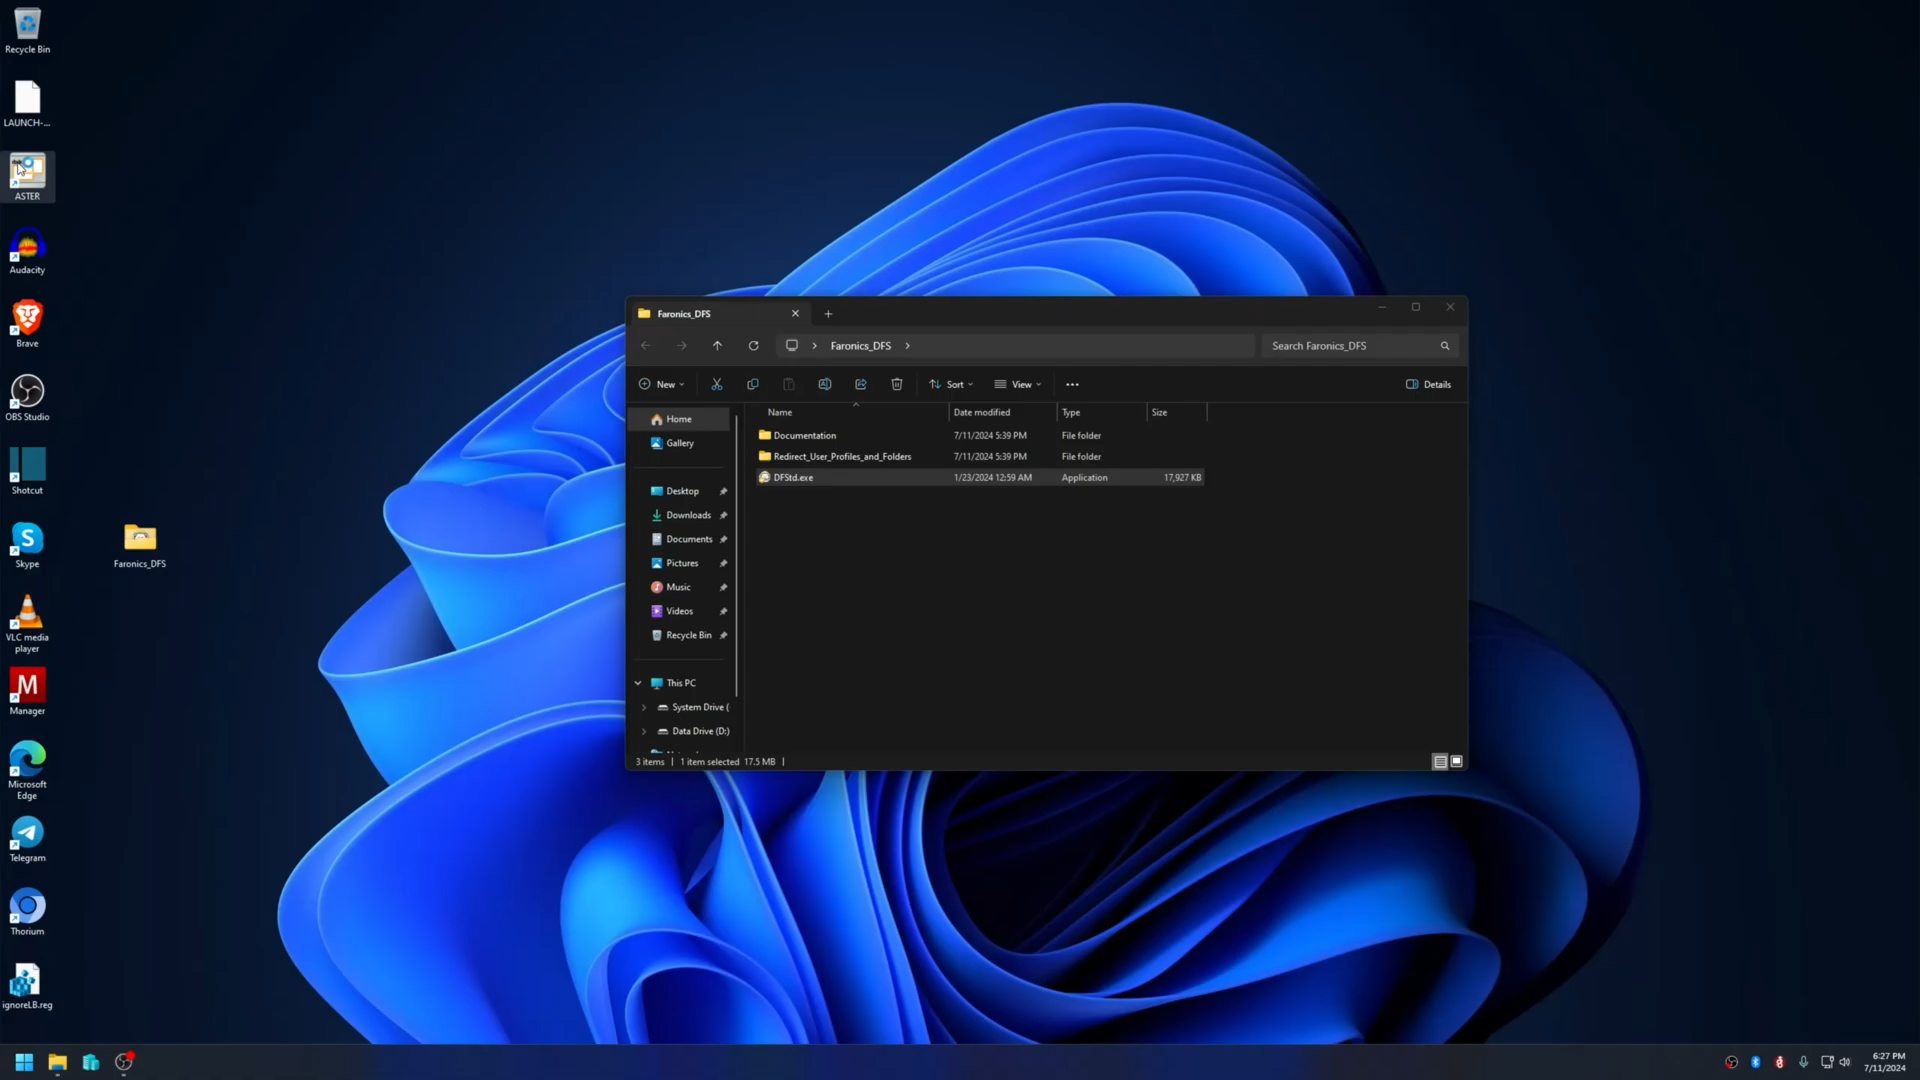 Recycle Bin
LAUNCH-...
ASTER
Audacity
Brave
OBS Studio
Shotcut
Skype
VLC media
player
Manager
Microsoft
Edge
Telegram
Thorium
ignoreLB.reg
Faronics_DFS
Faronics_DFS
Faronics_DFS
Search Faronics_DFS
New
Sort
View
Details
Name Date modified Type Size
Documentation 7/11/2024 5:39 PM File folder
Redirect_User_Profiles_and_Folders 7/11/2024 5:39 PM File folder
DFStd.exe 1/23/2024 12:59 AM Application 17,927 KB
Home
Gallery
Desktop
Downloads
Documents
Pictures
Music
Videos
Recycle Bin
This PC
System Drive (
Data Drive (D:)
3 items 1 item selected 17.5 MB
6:27 PM
7/11/2024